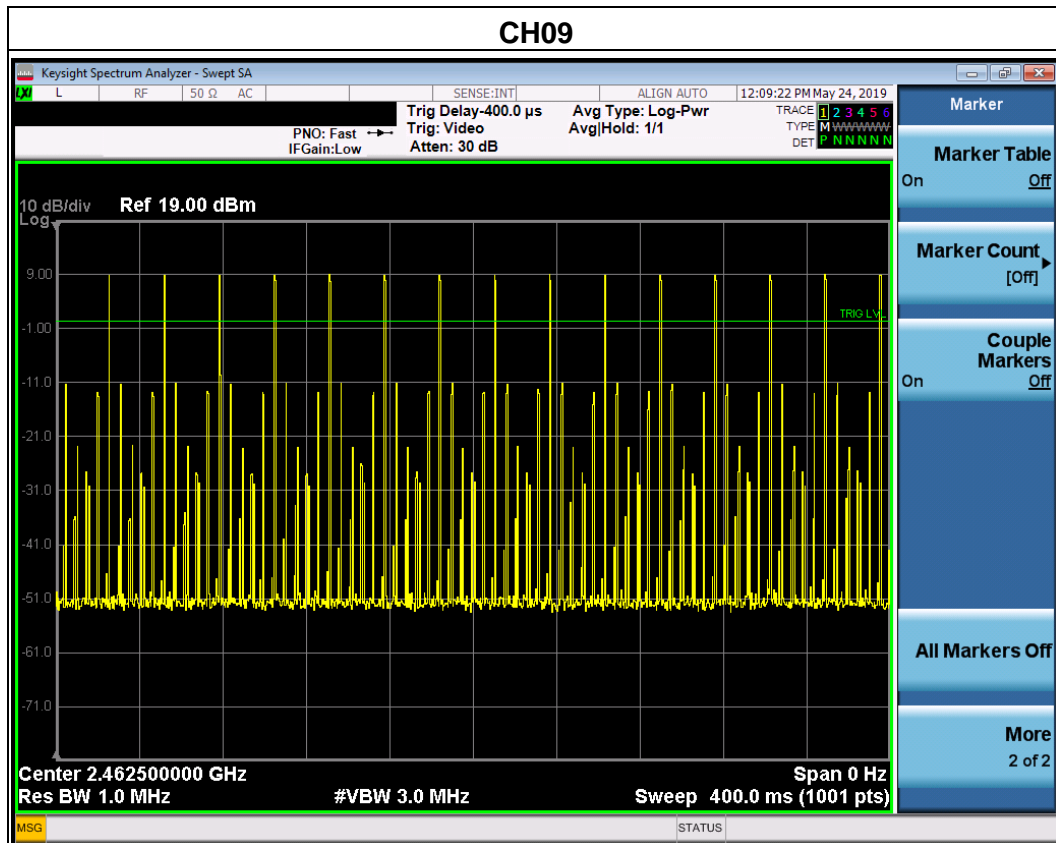 CH09
Keysight Spectrum Analyzer - Swept SA
LXI L RF 50 Ω AC SENSE:INT ALIGN AUTO 12:09:22 PM May 24, 2019
Trig Delay-400.0 µs Avg Type: Log-Pwr TRACE 1 2 3 4 5 6
PNO: Fast Trig: Video Avg|Hold: 1/1 TYPE M WWWWW
IFGain:Low Atten: 30 dB DET P N N N N N
10 dB/div Ref 19.00 dBm
Log
9.00
TRIG LVL
-1.00
-11.0
-21.0
-31.0
-41.0
-51.0
-61.0
-71.0
Center 2.462500000 GHz Span 0 Hz
Res BW 1.0 MHz #VBW 3.0 MHz Sweep 400.0 ms (1001 pts)
MSG STATUS
Marker
Marker Table
On Off
Marker Count
[Off]
Couple
Markers
On Off
All Markers Off
More
2 of 2